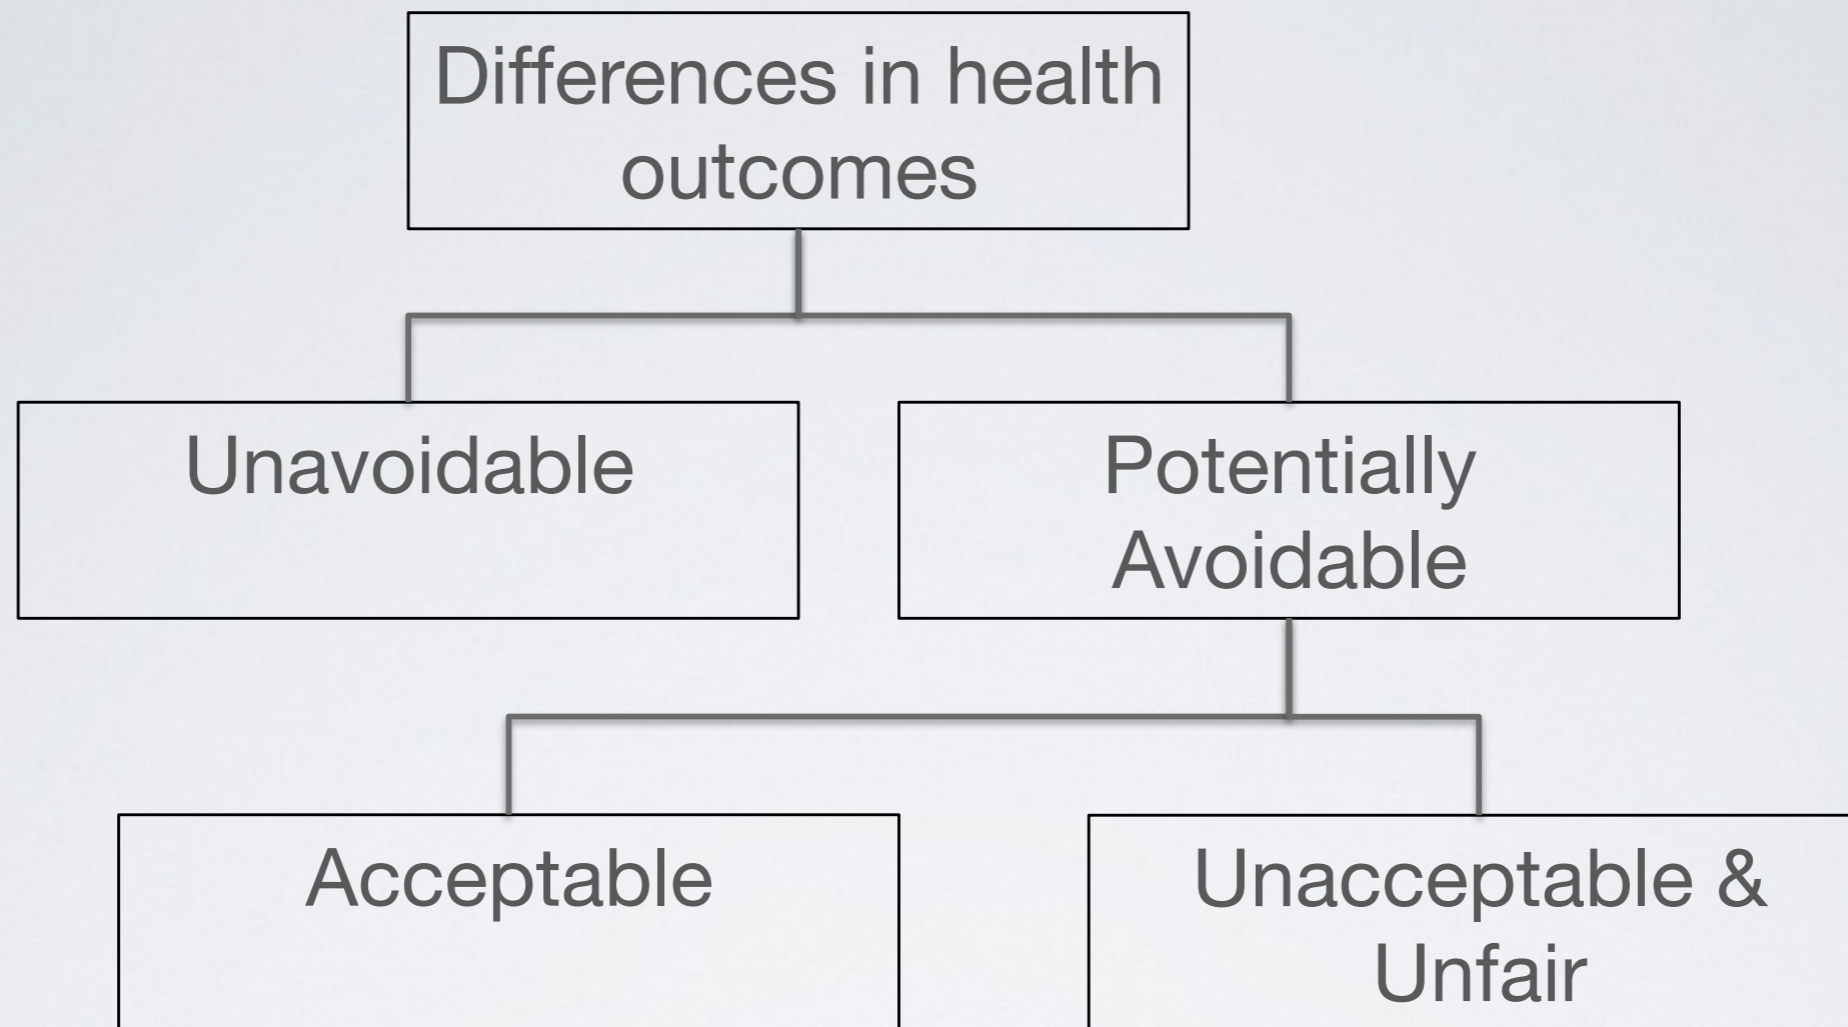 Differences in health
outcomes
Unavoidable
Potentially
Avoidable
Acceptable
Unacceptable &
Unfair